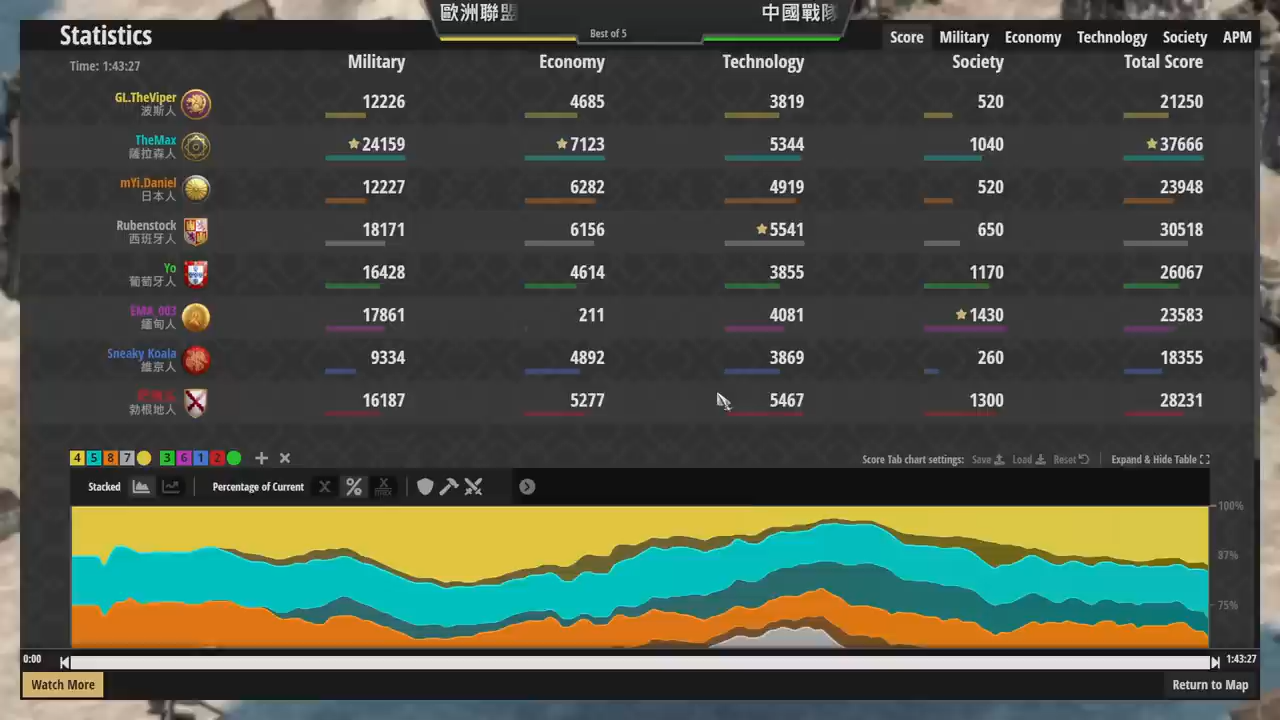 歐洲聯盟 中國戰隊
Statistics Best of 5 Score Military Economy Technology Society APM
Time: 1:43:27 Military Economy Technology Society Total Score
GL.TheViper 12226 4685 3819 520 21250
波斯人
TheMax 24159 7123 5344 1040 37666
薩拉森人
mYi.Daniel 12227 6282 4919 520 23948
日本人
Rubenstock 18171 6156 5541 650 30518
西班牙人
Yo 16428 4614 3855 1170 26067
葡萄牙人
EMA_003 17861 211 4081 1430 23583
緬甸人
Sneaky Koala 9334 4892 3869 260 18355
維京人
16187 5277 5467 1300 28231
勃根地人
4 5 8 7 3 6 1 2 Score Tab chart settings: Save Load Reset Expand & Hide Table
Stacked Percentage of Current X % X MAX
100%
87%
75%
0:00 1:43:27
Watch More Return to Map